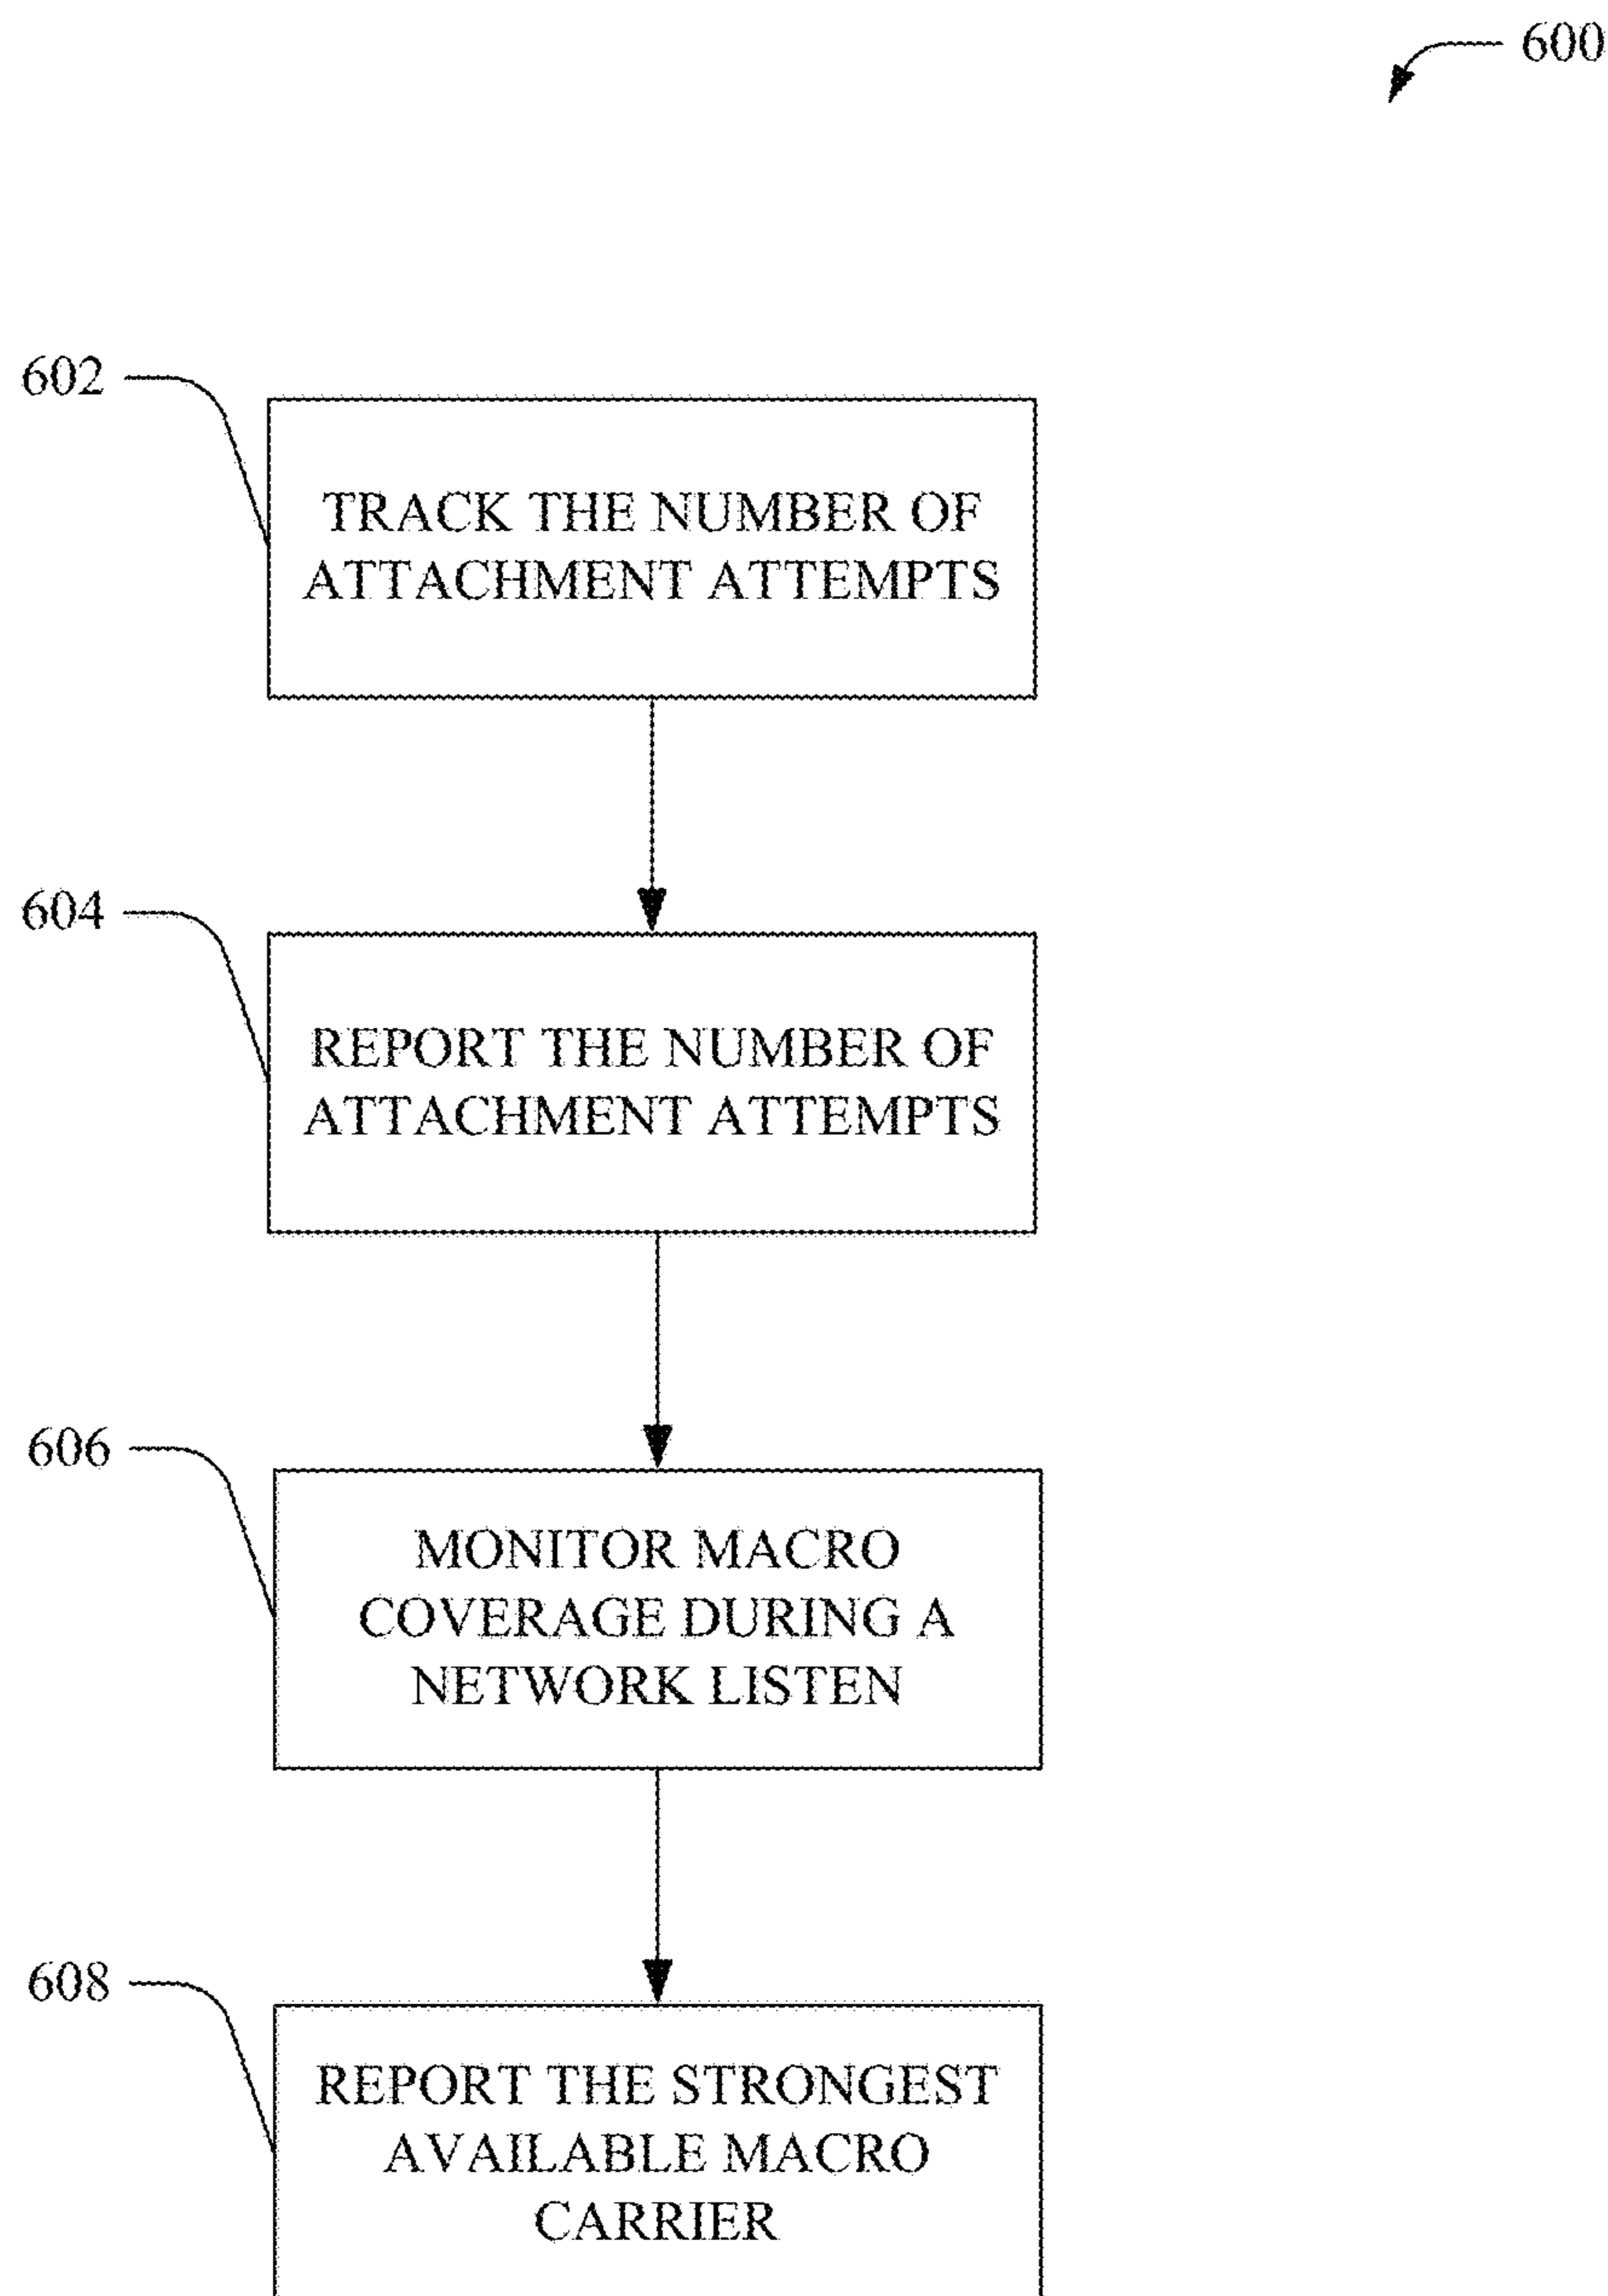 600
602
TRACK THE NUMBER OF
ATTACHMENT ATTEMPTS
604
REPORT THE NUMBER OF
ATTACHMENT ATTEMPTS
606
MONITOR MACRO
COVERAGE DURING A
NETWORK LISTEN
608
REPORT THE STRONGEST
AVAILABLE MACRO
CARRIER